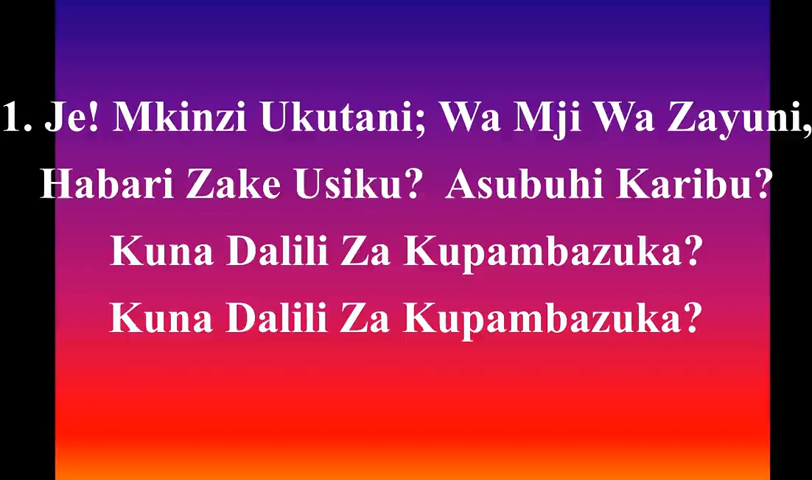 1. Je! Mkinzi Ukutani; Wa Mji Wa Zayuni,
Habari Zake Usiku? Asubuhi Karibu?
Kuna Dalili Za Kupambazuka?
Kuna Dalili Za Kupambazuka?